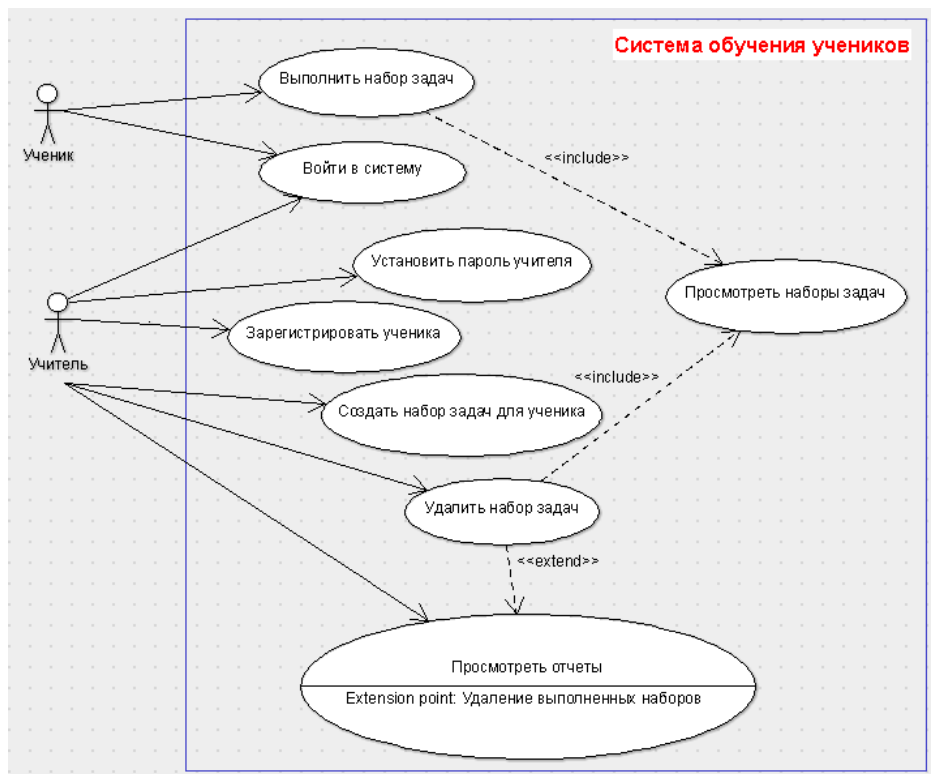 Система обучения учеников
Выполнить набор задач
Ученик
<<include>>
Войти в систему
Установить пароль учителя
Просмотреть наборы задач
Зарегистрировать ученика
Учитель
<<include>>
Создать набор задач для ученика
Удалить набор задач
<<extend>>
Просмотреть отчеты
Extension point: Удаление выполненных наборов